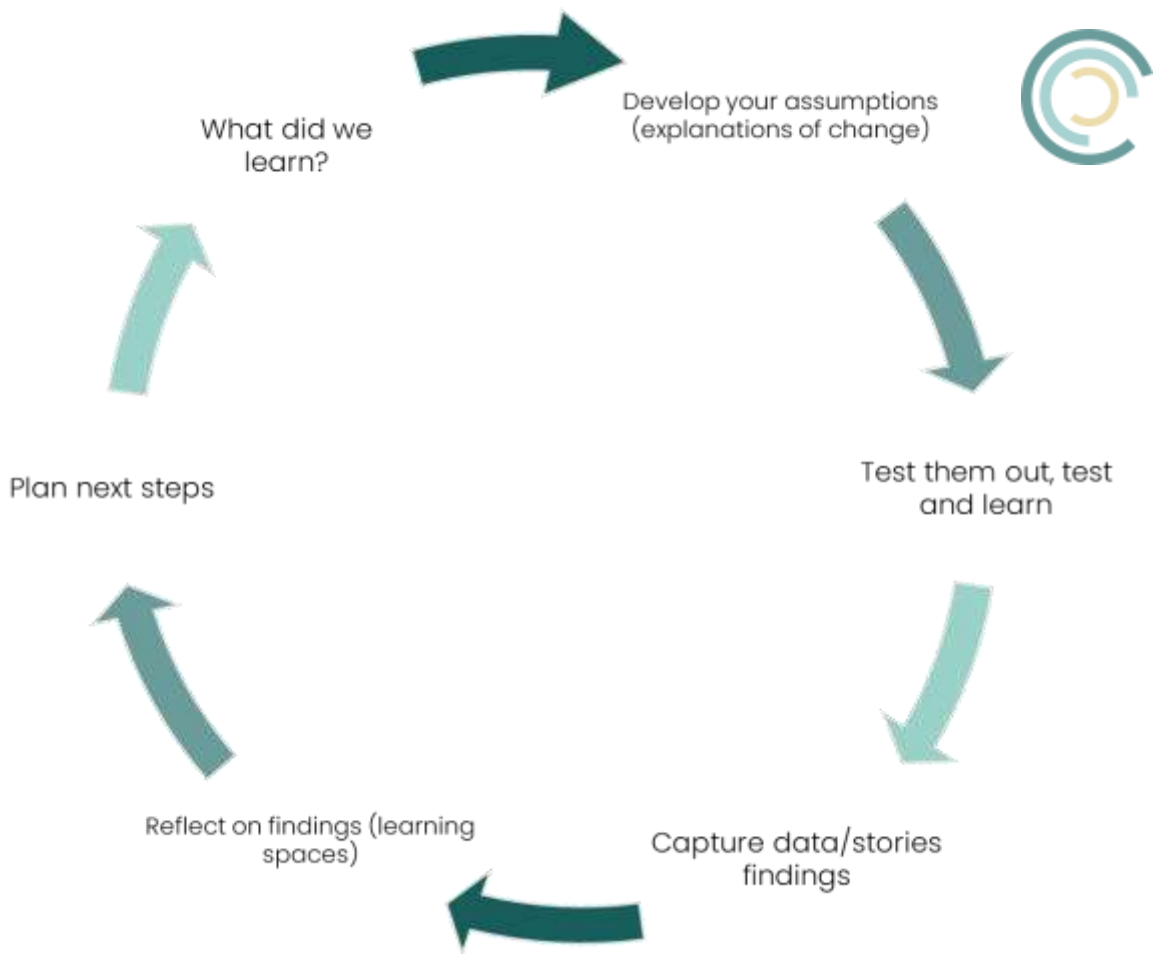 What did we
learn?
Develop your assumptions
(explanations of change)
Test them out, test
and learn
Capture data/stories
findings
Reflect on findings (learning
spaces)
Plan next steps